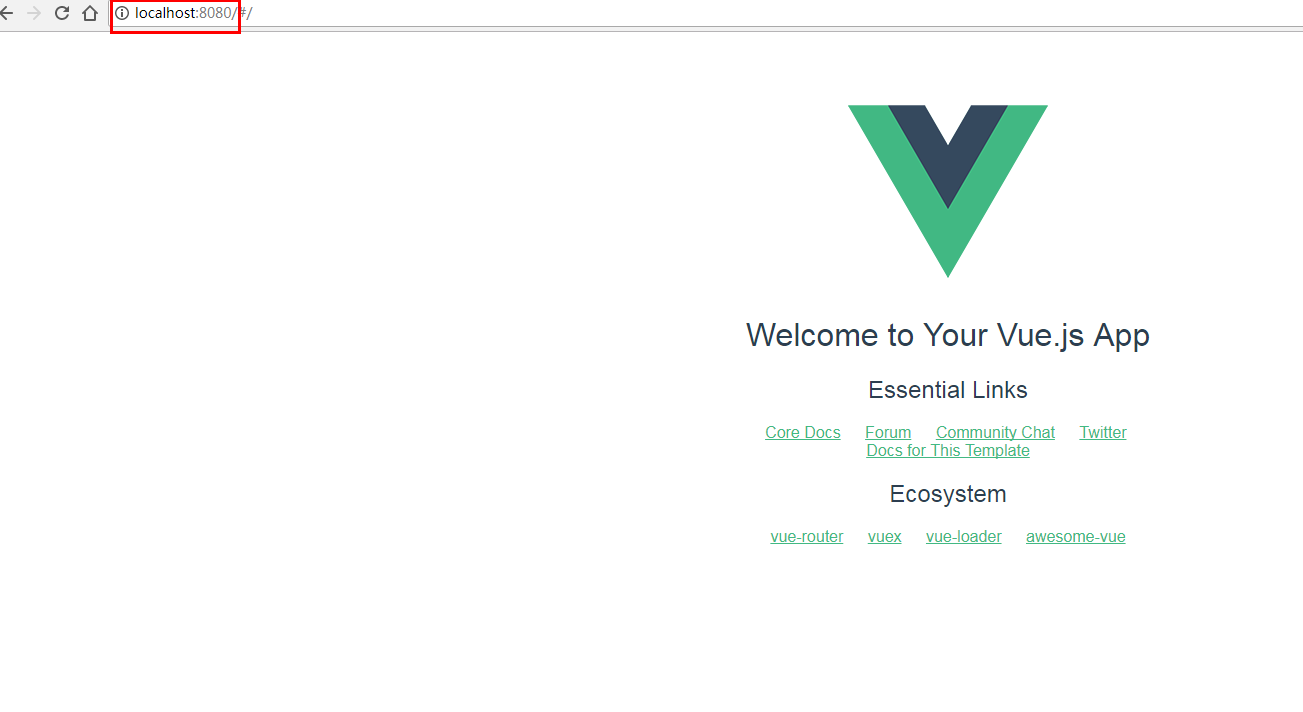 localhost:8080/#/
Welcome to Your Vue.js App
Essential Links
Core Docs Forum Community Chat Twitter
Docs for This Template
Ecosystem
vue-router vuex vue-loader awesome-vue